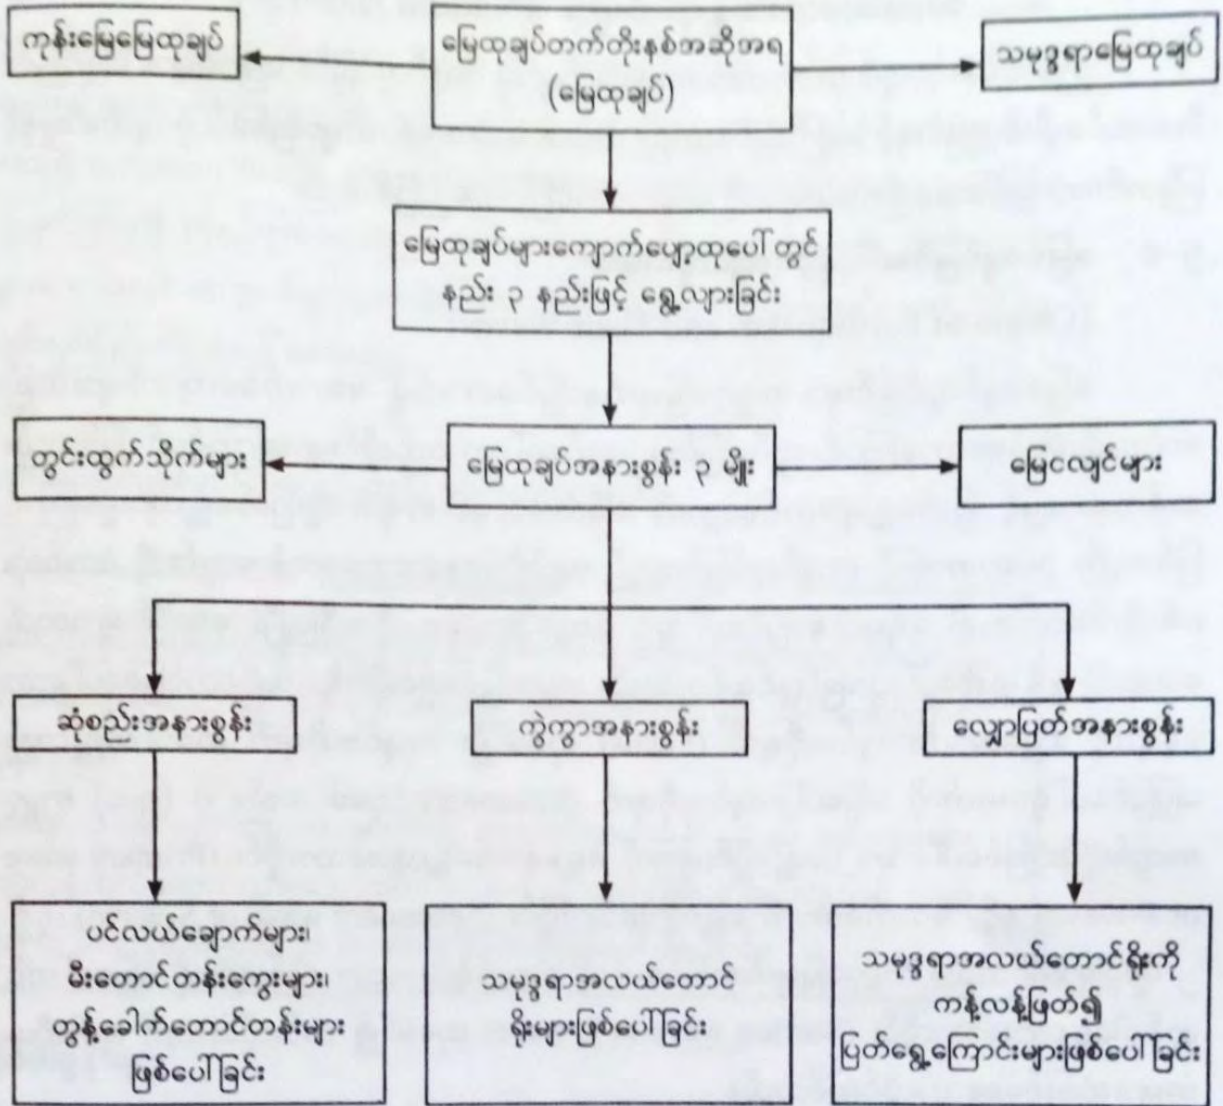 ကုန်းမြေမြေထုချပ်
မြေထုချပ်တက်တိုးနစ်အဆိုအရ
(မြေထုချပ်)
သမုဒ္ဒရာမြေထုချပ်
မြေထုချပ်များကျောက်ပျော့ထုပေါ်တွင်
နည်း ၃ နည်းဖြင့် ရွေ့လျားခြင်း
တွင်းထွက်သိုက်များ
မြေထုချပ်အနားစွန်း ၃ မျိုး
မြေငလျင်များ
ဆုံစည်းအနားစွန်း
ကွဲကွာအနားစွန်း
လျှောပြတ်အနားစွန်း
ပင်လယ်ချောက်များ၊
မီးတောင်တန်းကွေးများ၊
တွန့်ခေါက်တောင်တန်းများ
ဖြစ်ပေါ်ခြင်း
သမုဒ္ဒရာအလယ်တောင်
ရိုးများဖြစ်ပေါ်ခြင်း
သမုဒ္ဒရာအလယ်တောင်ရိုးကို
ကန့်လန့်ဖြတ်၍
ပြတ်ရွေ့ကြောင်းများဖြစ်ပေါ်ခြင်း